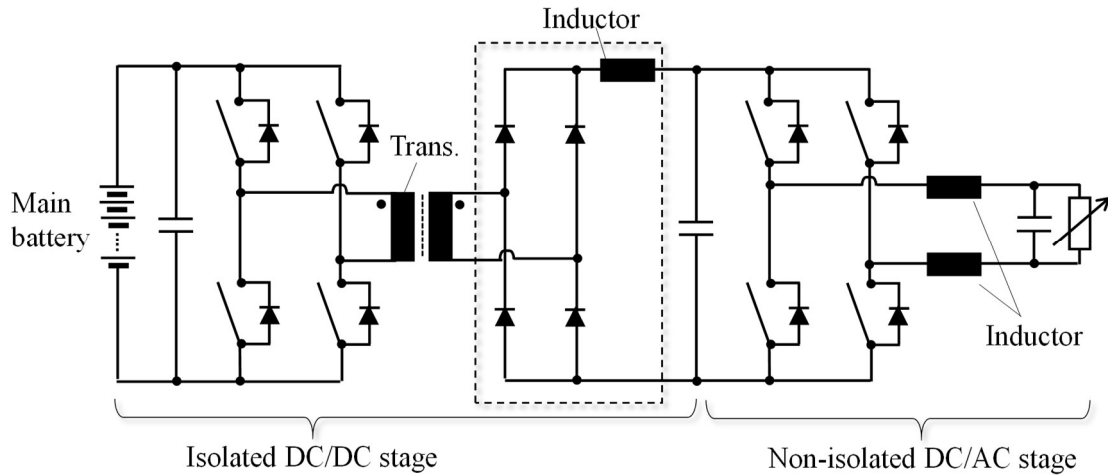 Inductor
Trans.
Main
battery
Inductor
Isolated DC/DC stage
Non-isolated DC/AC stage